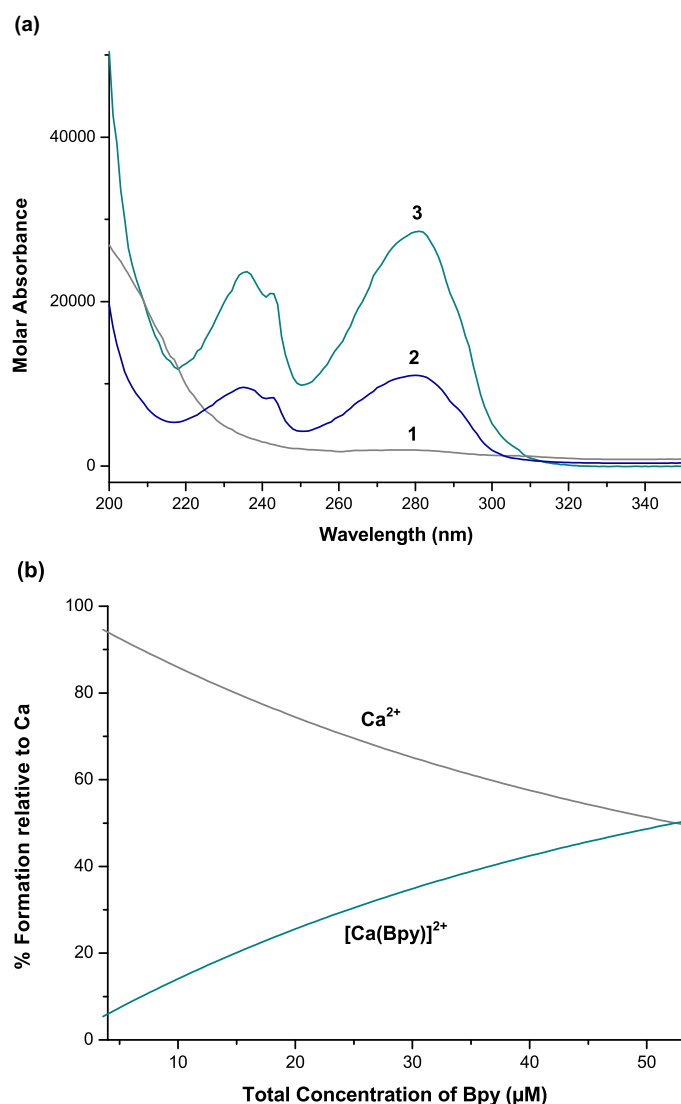 (a)
40000
20000
0
Molar Absorbance
3
2
1
200 220 240 260 280 300 320 340
Wavelength (nm)
(b)
100
80
60
40
20
0
% Formation relative to Ca
Ca²⁺
[Ca(Bpy)]²⁺
10 20 30 40 50
Total Concentration of Bpy (µM)